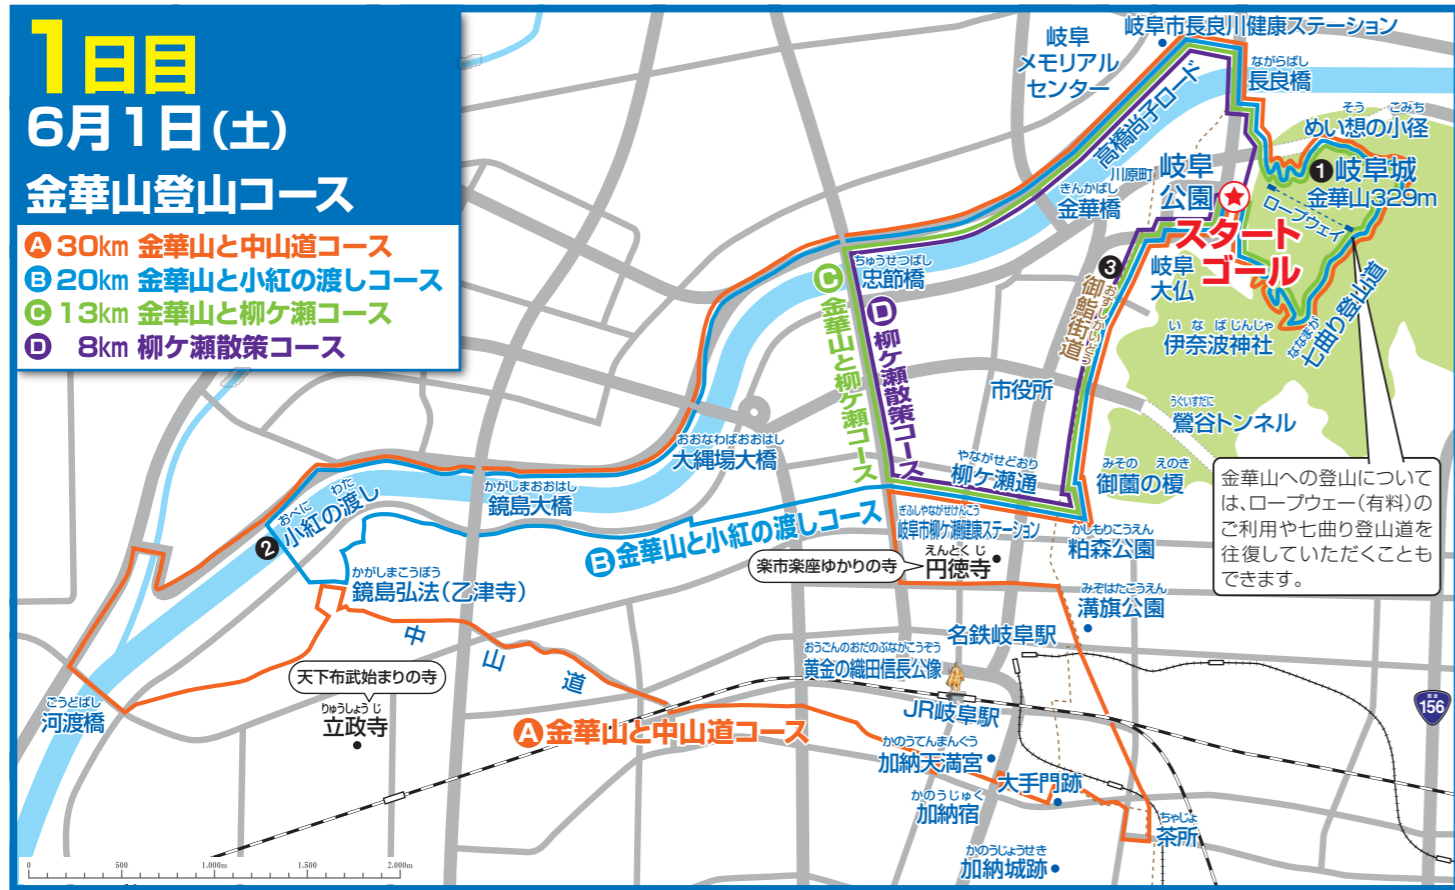 1日目
6月1日(土)
金華山登山コース
A 30km 金華山と中山道コース
B 20km 金華山と小紅の渡しコース
C 13km 金華山と柳ケ瀬コース
D 8km 柳ケ瀬散策コース
岐阜市長良川健康ステーション
岐阜
メモリアル
センター
ながらばし
長良橋
高橋尚子ロード
そう こみち
めい想の小径
❶岐阜城
金華山329m
ロープウェイ
川原町
岐阜
公園
きんかばし
金華橋
スタート
ゴール
岐阜
大仏
❸
おすしかいどう
御鮨街道
いなばじんじゃ
伊奈波神社
ななまが
七曲り登山道
ちゅうせつばし
忠節橋
C 金華山と柳ケ瀬コース
D 柳ケ瀬散策コース
市役所
うぐいすだに
鶯谷トンネル
やながせどおり
柳ケ瀬通
みその えのき
御薗の榎
金華山への登山については、ロープウェー(有料)の
ご利用や七曲り登山道を
往復していただくことも
できます。
おおなわばおおはし
大縄場大橋
かがしまおおはし
鏡島大橋
おべに わた
❷小紅の渡し
B 金華山と小紅の渡しコース
ぎふしやながせけんこう
岐阜市柳ケ瀬健康ステーション
かしもりこうえん
粕森公園
楽市楽座ゆかりの寺
えんとくじ
円徳寺
かがしまこうぼう
鏡島弘法(乙津寺)
みぞはたこうえん
溝旗公園
中山道
名鉄岐阜駅
おうごんのおだのぶながこうぞう
黄金の織田信長公像
天下布武始まりの寺
りゅうしょうじ
立政寺
ごうどばし
河渡橋
JR岐阜駅
国道
156
A 金華山と中山道コース
かのうてんまんぐう
加納天満宮
大手門跡
かのうじゅく
加納宿
ちゃじょ
茶所
かのうじょうせき
加納城跡
0 500 1.000m 1.500 2.000m